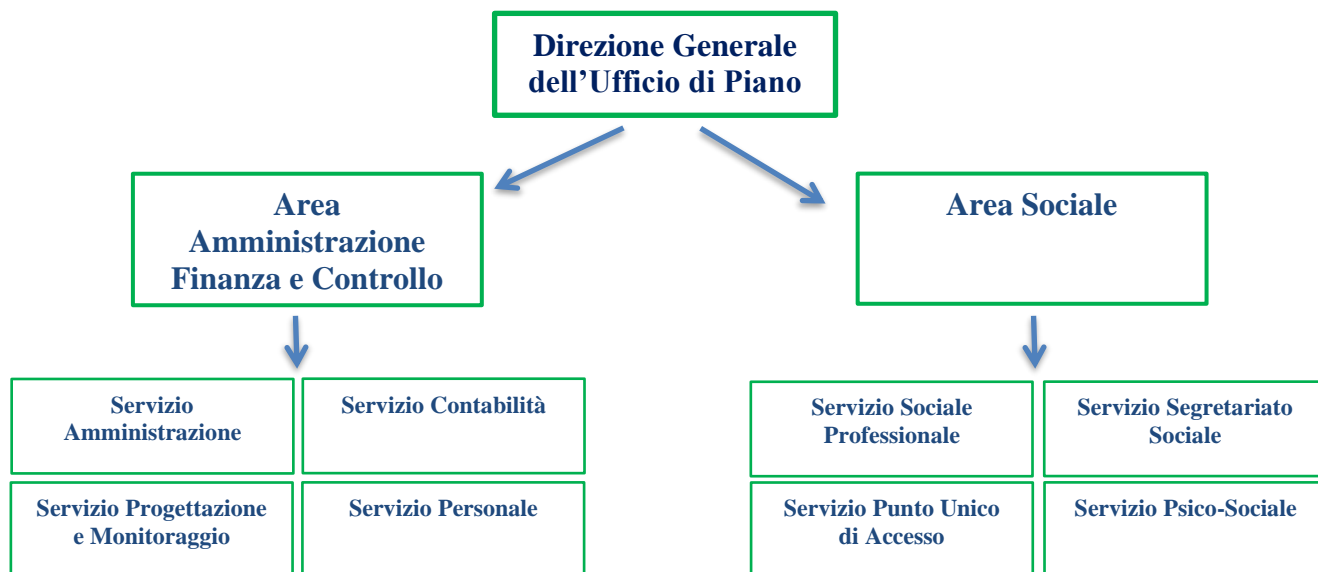 Direzione Generale
dell’Ufficio di Piano
Area
Amministrazione
Finanza e Controllo
Area Sociale
Servizio
Amministrazione
Servizio Contabilità
Servizio Progettazione
e Monitoraggio
Servizio Personale
Servizio Sociale
Professionale
Servizio Segretariato
Sociale
Servizio Punto Unico
di Accesso
Servizio Psico-Sociale